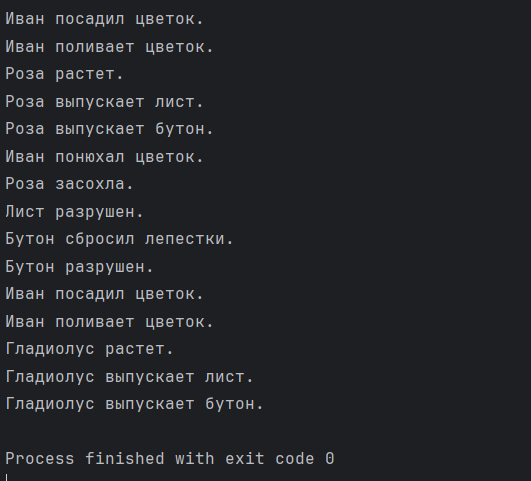 Иван посадил цветок.
Иван поливает цветок.
Роза растет.
Роза выпускает лист.
Роза выпускает бутон.
Иван понюхал цветок.
Роза засохла.
Лист разрушен.
Бутон сбросил лепестки.
Бутон разрушен.
Иван посадил цветок.
Иван поливает цветок.
Гладиолус растет.
Гладиолус выпускает лист.
Гладиолус выпускает бутон.
Process finished with exit code 0